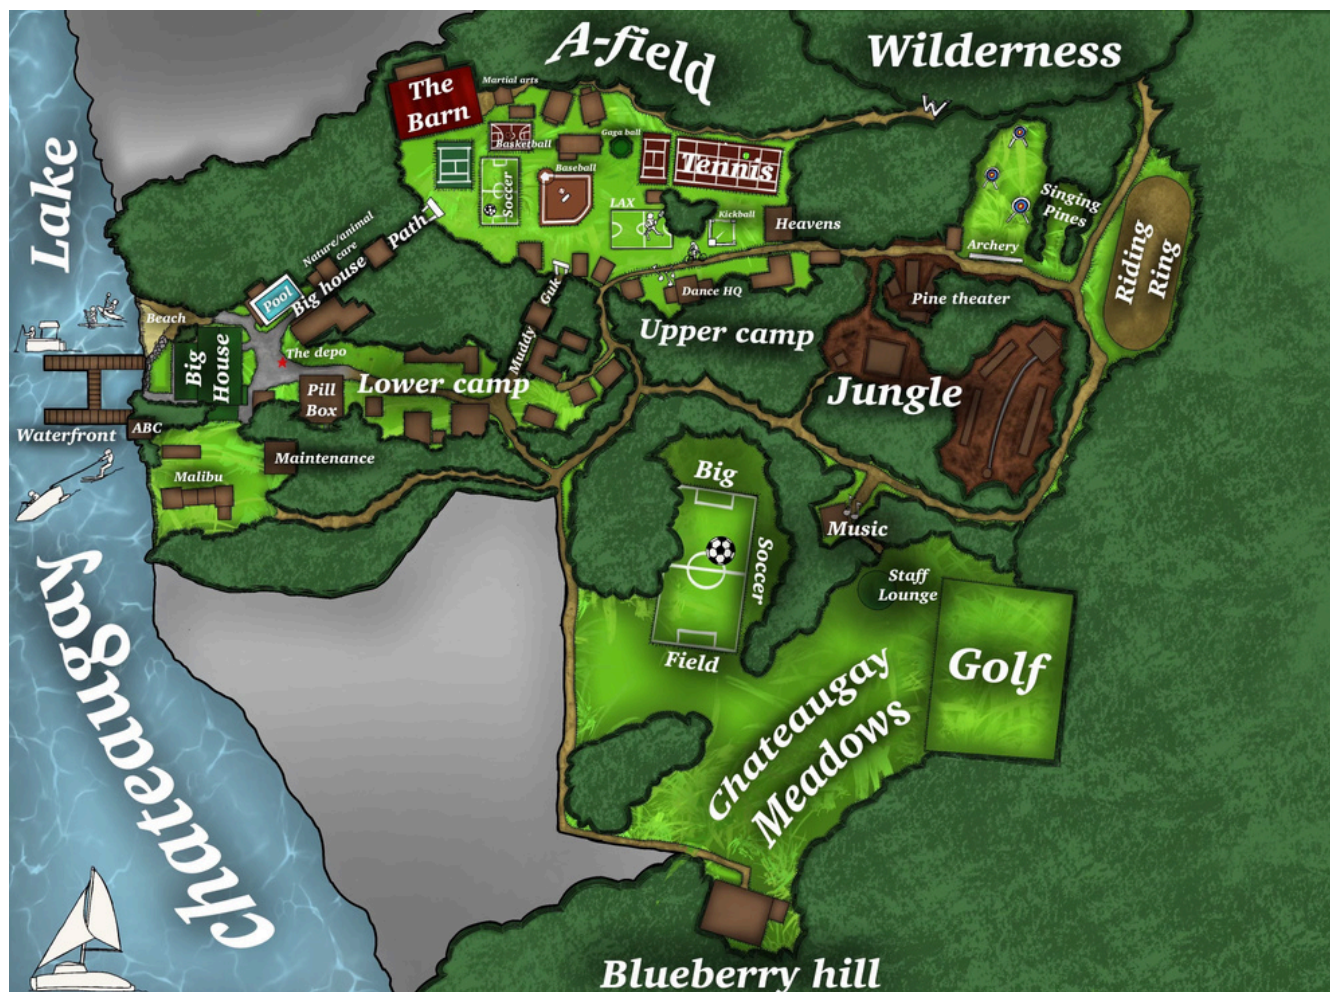 A-field
Wilderness
The
Barn
Martial arts
Basketball
Gaga ball
Tennis
W
Soccer
Baseball
LAX
Kickball
Heavens
Archery
Singing
Pines
Riding
Ring
Lake
Nature/animal
care
Big house Path
Pool
Beach
Big
House
The depo
Pill
Box
Lower camp
Muddy Guk
Dance HQ
Upper camp
Pine theater
Jungle
Waterfront
ABC
Maintenance
Malibu
Big
Soccer
Field
Music
Staff
Lounge
Golf
Chateaugay
Meadows
chateaugay
Blueberry hill